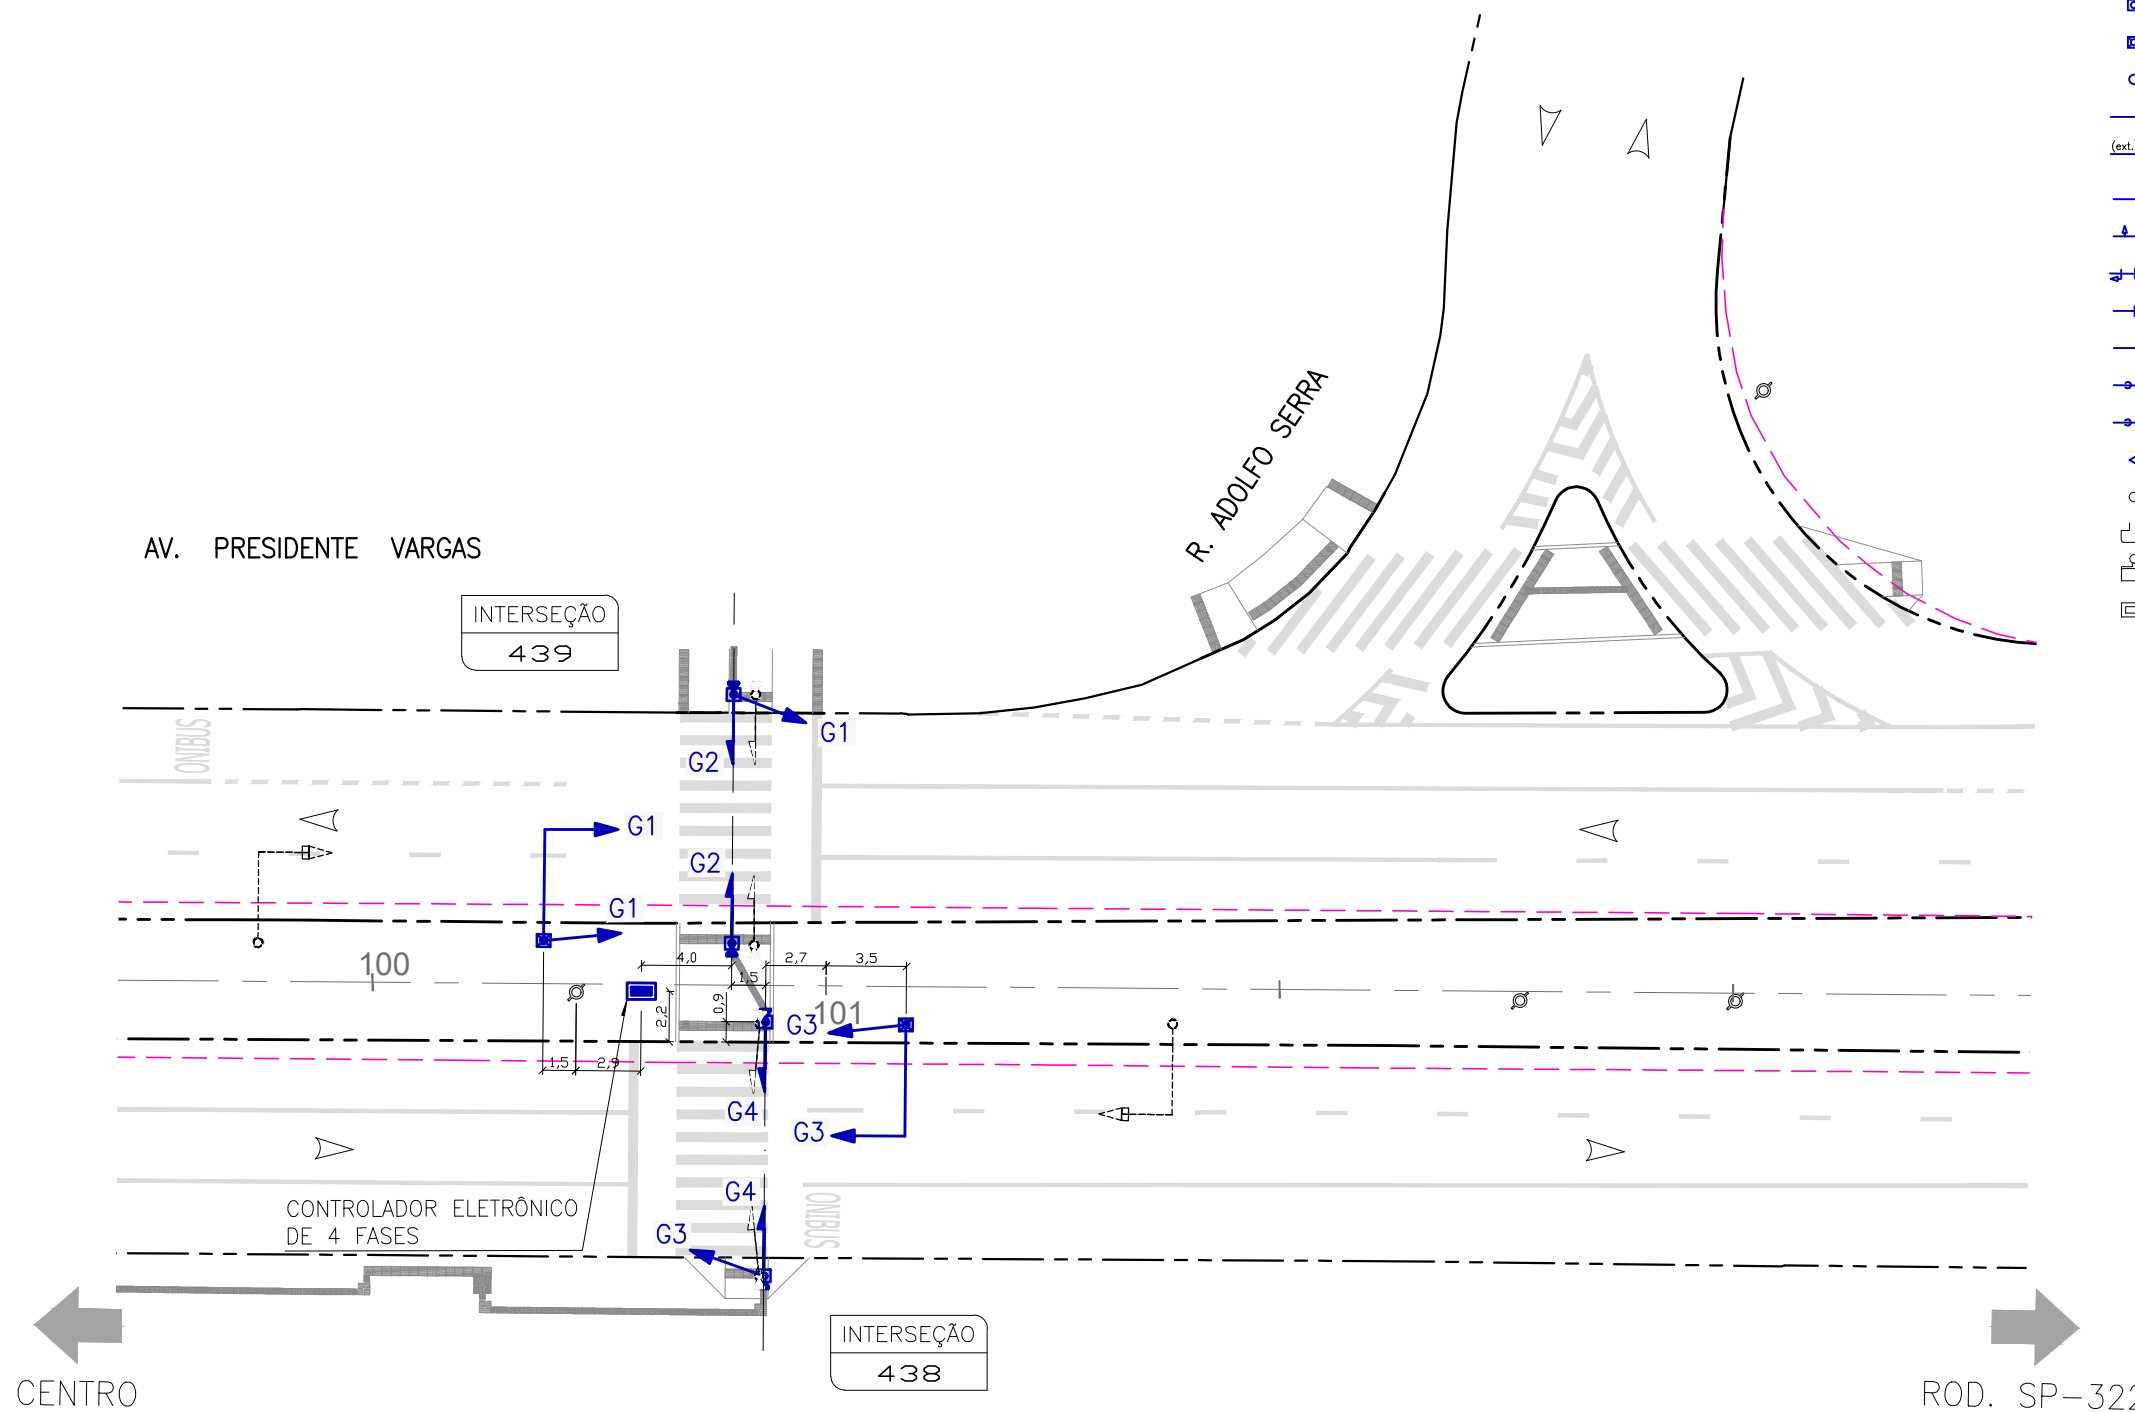 (ext.
R. ADOLFO SERRA
AV. PRESIDENTE VARGAS
INTERSEÇÃO
439
ONIBUS
G1
G2
G1
G2
G1
100
4,0
1,5
2,7
3,5
2,2
0,9
G3
101
1,5
2,9
G4
G3
G4
G3
ONIBUS
CONTROLADOR ELETRÔNICO
DE 4 FASES
INTERSEÇÃO
438
CENTRO
ROD. SP-322